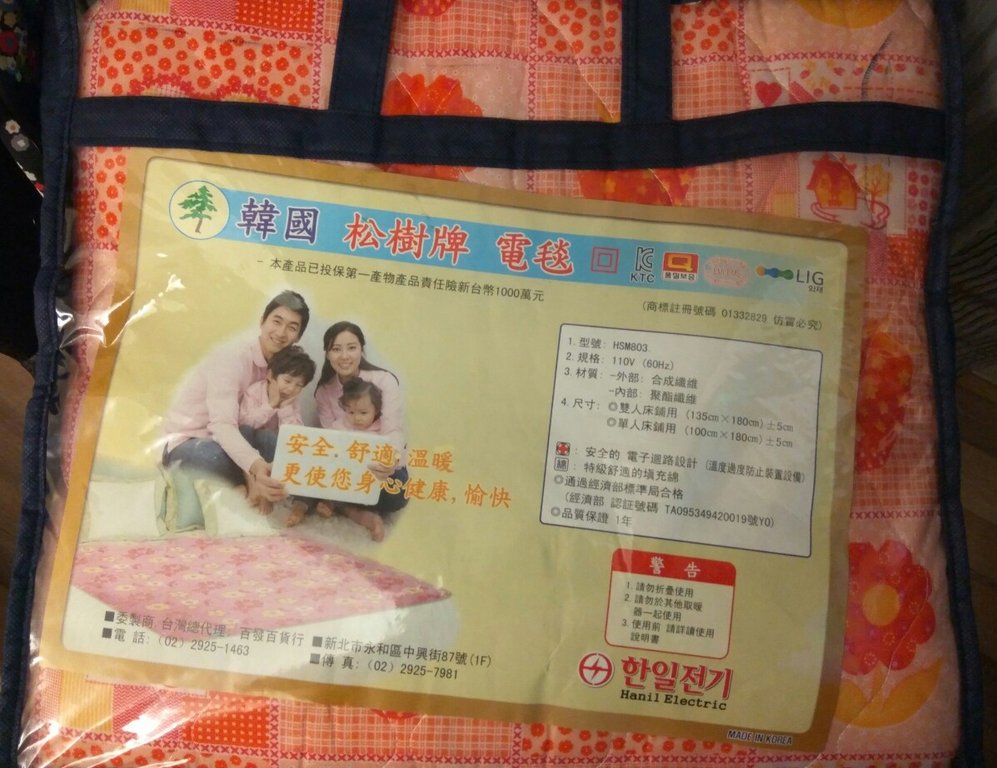 韓國 松樹牌 電毯
KTC
품질보증
LIG
화재
- 本產品已投保第一產物產品責任險新台幣1000萬元
(商標註冊號碼 01332829 仿冒必究)
1. 型號: HSM803
2. 規格: 110V (60Hz)
3. 材質: -外部: 合成纖維
-內部: 聚酯纖維
4. 尺寸: ◎雙人床鋪用 (135cm×180cm)±5cm
◎單人床鋪用 (100cm×180cm)±5cm
: 安全的 電子迴路設計 (溫度過度防止裝置設備)
綿 : 特級舒適的填充綿
◎通過經濟部標準局合格
(經濟部 認証號碼 TA095349420019號Y0)
◎品質保證 1年
安全.舒適.溫暖
更使您身心健康,愉快
警告
1. 請勿折疊使用
2. 請勿於其他取暖
器一起使用
3. 使用前 請詳讀使用
說明書
■委製商.台灣總代理: 百發百貨行
■電 話:(02) 2925-1463
■新北市永和區中興街87號(1F)
■傳 真:(02) 2925-7981
한일전기
Hanil Electric
MADE IN KOREA